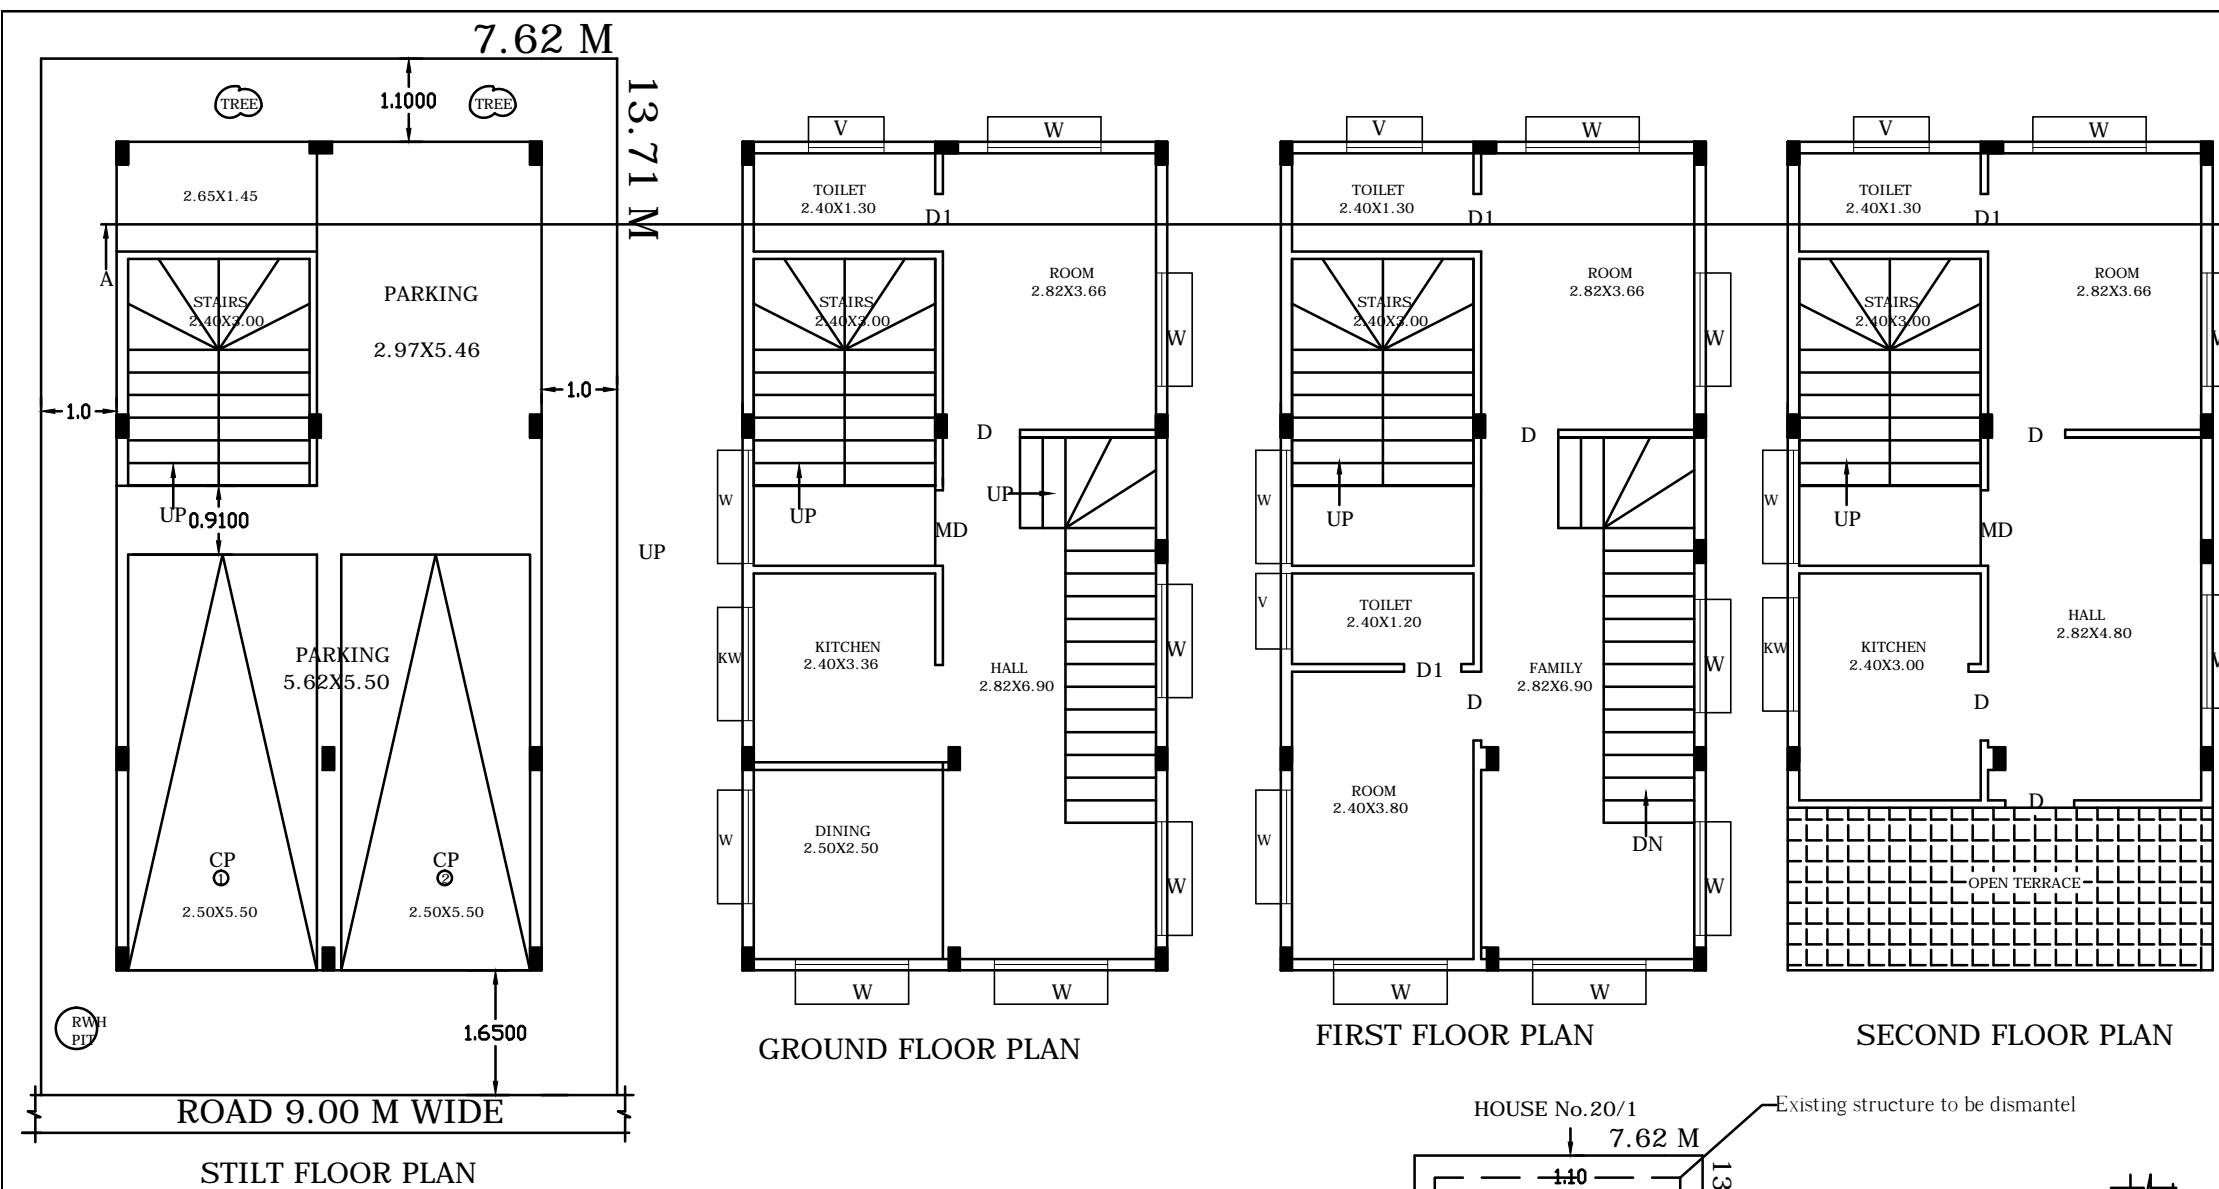 7.62 M
13.71 M
TREE
1.1000
TREE
2.65X1.45
A
STAIRS
2.40X3.00
PARKING
2.97X5.46
1.0
1.0
UP
0.9100
UP
PARKING
5.62X5.50
CP
1
2.50X5.50
CP
2
2.50X5.50
RWH
PIT
1.6500
ROAD 9.00 M WIDE
STILT FLOOR PLAN
V
W
TOILET
2.40X1.30
D1
ROOM
2.82X3.66
STAIRS
2.40X3.00
W
D
W
UP
UP
MD
KW
KITCHEN
2.40X3.36
HALL
2.82X6.90
W
W
DINING
2.50X2.50
W
W
W
GROUND FLOOR PLAN
V
W
TOILET
2.40X1.30
D1
ROOM
2.82X3.66
STAIRS
2.40X3.00
W
D
W
UP
V
TOILET
2.40X1.20
D1
FAMILY
2.82X6.90
W
D
ROOM
2.40X3.80
W
DN
W
W
W
FIRST FLOOR PLAN
V
W
TOILET
2.40X1.30
D1
ROOM
2.82X3.66
STAIRS
2.40X3.00
D
W
UP
MD
KW
KITCHEN
2.40X3.00
HALL
2.82X4.80
D
D
OPEN TERRACE
SECOND FLOOR PLAN
HOUSE No.20/1
Existing structure to be dismantel
7.62 M
1.10